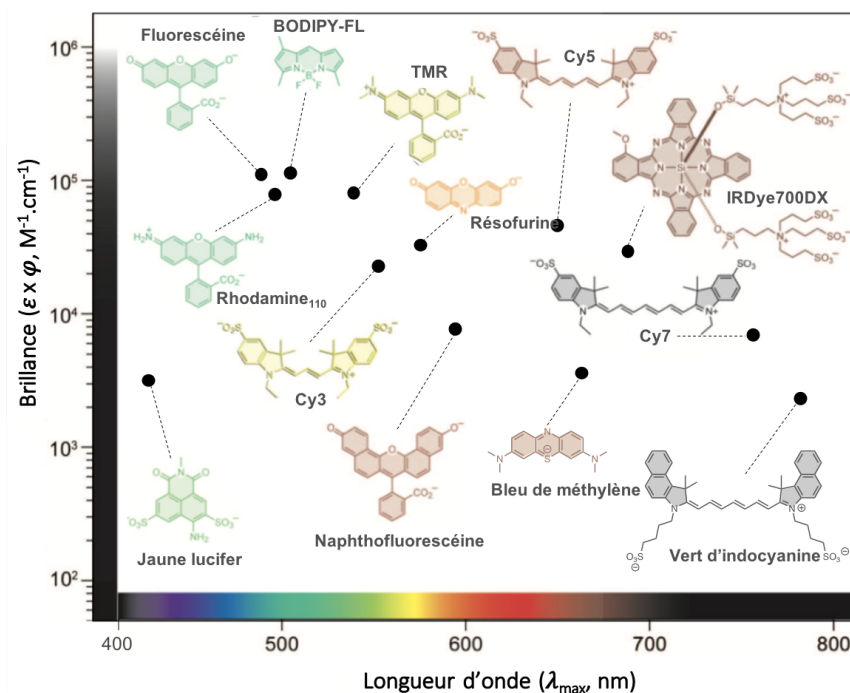 BODIPY-FL
Fluorescéine
Cy5
TMR
IRDye700DX
Résofurine
Rhodamine110
Cy7
Cy3
Bleu de méthylène
Naphthofluorescéine
Jaune lucifer
Vert d'indocyanine
Brillance (ε x φ, M⁻¹.cm⁻¹)
10⁶
10⁵
10⁴
10³
10²
400 500 600 700 800
Longueur d'onde (λmax, nm)